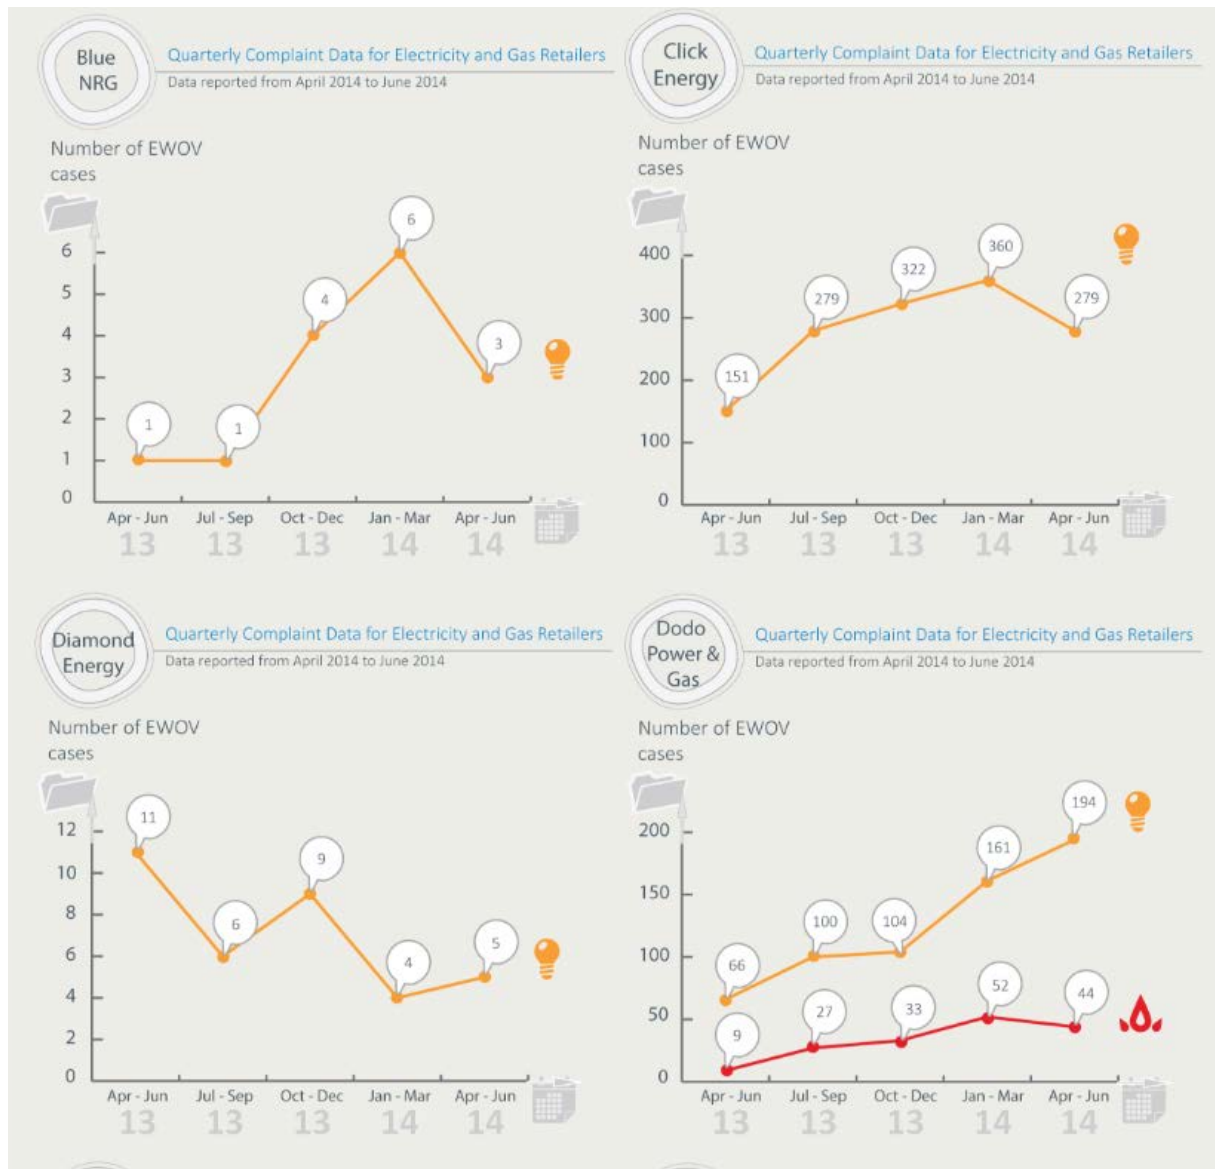 Blue
NRG
Quarterly Complaint Data for Electricity and Gas Retailers
Data reported from April 2014 to June 2014
Number of EWOV
cases
6
5
4
3
2
1
0
1
1
4
6
3
Apr - Jun
Jul - Sep
Oct - Dec
Jan - Mar
Apr - Jun
13
13
13
14
14
Click
Energy
Quarterly Complaint Data for Electricity and Gas Retailers
Data reported from April 2014 to June 2014
Number of EWOV
cases
400
300
200
100
0
151
279
322
360
279
Apr - Jun
Jul - Sep
Oct - Dec
Jan - Mar
Apr - Jun
13
13
13
14
14
Diamond
Energy
Quarterly Complaint Data for Electricity and Gas Retailers
Data reported from April 2014 to June 2014
Number of EWOV
cases
12
10
8
6
4
2
0
11
6
9
4
5
Apr - Jun
Jul - Sep
Oct - Dec
Jan - Mar
Apr - Jun
13
13
13
14
14
Dodo
Power &
Gas
Quarterly Complaint Data for Electricity and Gas Retailers
Data reported from April 2014 to June 2014
Number of EWOV
cases
200
150
100
50
0
66
100
104
161
194
9
27
33
52
44
Apr - Jun
Jul - Sep
Oct - Dec
Jan - Mar
Apr - Jun
13
13
13
14
14